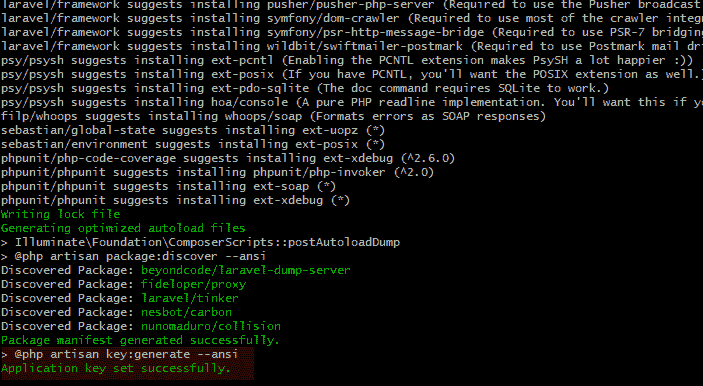 laravel/framework suggests installing pusher/pusher-php-server (Required to use the Pusher broadcast
laravel/framework suggests installing symfony/dom-crawler (Required to use most of the crawler integ
laravel/framework suggests installing symfony/psr-http-message-bridge (Required to use PSR-7 bridging
laravel/framework suggests installing wildbit/swiftmailer-postmark (Required to use Postmark mail dri
psy/psysh suggests installing ext-pcntl (Enabling the PCNTL extension makes PsySH a lot happier :))
psy/psysh suggests installing ext-posix (If you have PCNTL, you'll want the POSIX extension as well.)
psy/psysh suggests installing ext-pdo-sqlite (The doc command requires SQLite to work.)
psy/psysh suggests installing hoa/console (A pure PHP readline implementation. You'll want this if yo
filp/whoops suggests installing whoops/soap (Formats errors as SOAP responses)
sebastian/global-state suggests installing ext-uopz (*)
sebastian/environment suggests installing ext-posix (*)
phpunit/php-code-coverage suggests installing ext-xdebug (^2.6.0)
phpunit/phpunit suggests installing phpunit/php-invoker (^2.0)
phpunit/phpunit suggests installing ext-soap (*)
phpunit/phpunit suggests installing ext-xdebug (*)
Writing lock file
Generating optimized autoload files
> Illuminate\Foundation\ComposerScripts::postAutoloadDump
> @php artisan package:discover --ansi
Discovered Package: beyondcode/laravel-dump-server
Discovered Package: fideloper/proxy
Discovered Package: laravel/tinker
Discovered Package: nesbot/carbon
Discovered Package: nunomaduro/collision
Package manifest generated successfully.
> @php artisan key:generate --ansi
Application key set successfully.